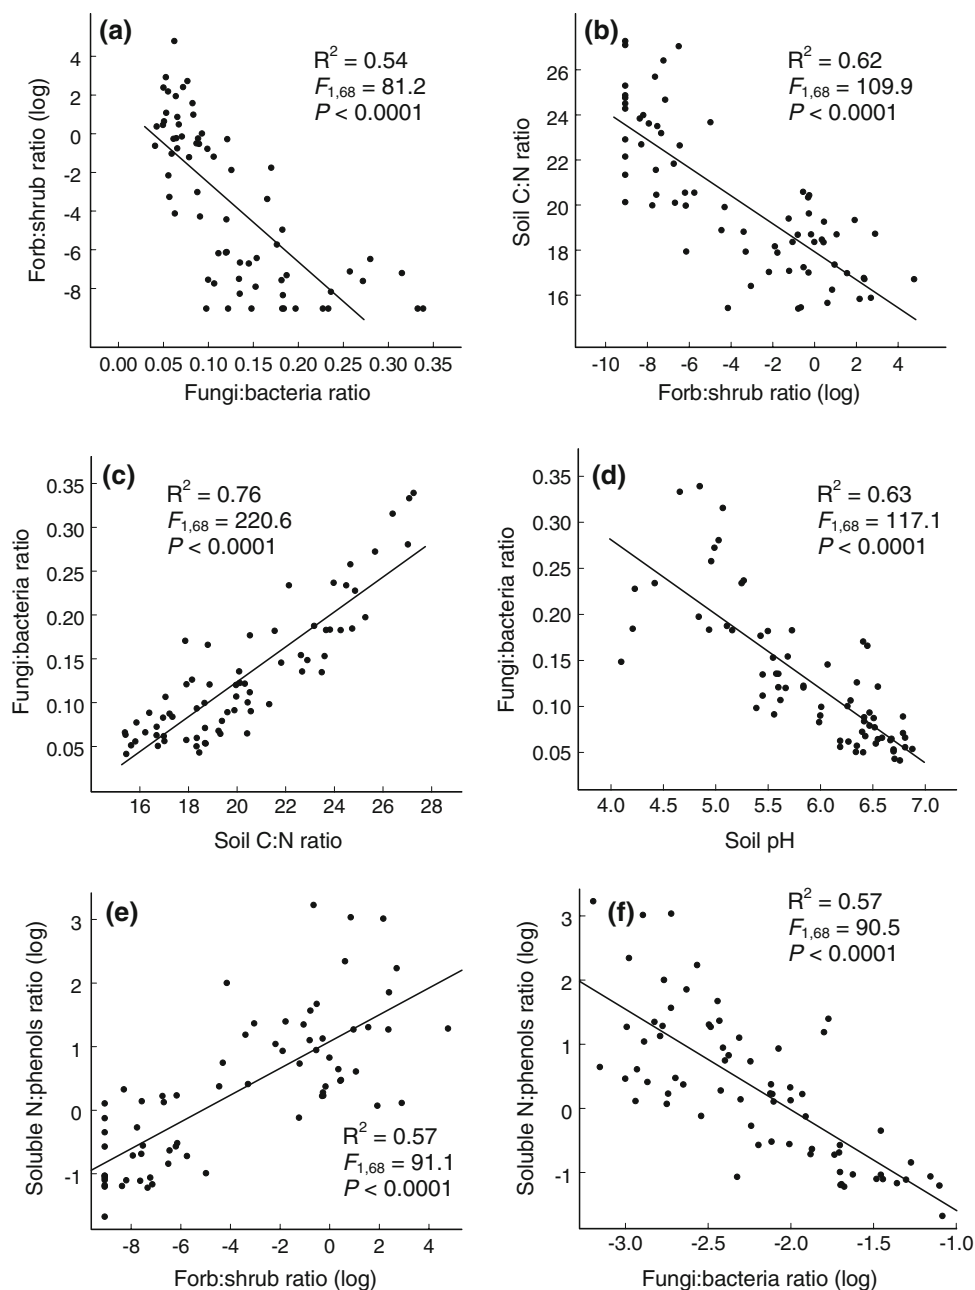 (a)
R² = 0.54
F1,68 = 81.2
P < 0.0001
Forb:shrub ratio (log)
4
2
0
-2
-4
-6
-8
0.00 0.05 0.10 0.15 0.20 0.25 0.30 0.35
Fungi:bacteria ratio
(b)
R² = 0.62
F1,68 = 109.9
P < 0.0001
Soil C:N ratio
26
24
22
20
18
16
-10 -8 -6 -4 -2 0 2 4
Forb:shrub ratio (log)
(c)
R² = 0.76
F1,68 = 220.6
P < 0.0001
Fungi:bacteria ratio
0.35
0.30
0.25
0.20
0.15
0.10
0.05
16 18 20 22 24 26 28
Soil C:N ratio
(d)
R² = 0.63
F1,68 = 117.1
P < 0.0001
Fungi:bacteria ratio
0.35
0.30
0.25
0.20
0.15
0.10
0.05
4.0 4.5 5.0 5.5 6.0 6.5 7.0
Soil pH
(e)
R² = 0.57
F1,68 = 91.1
P < 0.0001
Soluble N:phenols ratio (log)
3
2
1
0
-1
-8 -6 -4 -2 0 2 4
Forb:shrub ratio (log)
(f)
R² = 0.57
F1,68 = 90.5
P < 0.0001
Soluble N:phenols ratio (log)
3
2
1
0
-1
-3.0 -2.5 -2.0 -1.5 -1.0
Fungi:bacteria ratio (log)